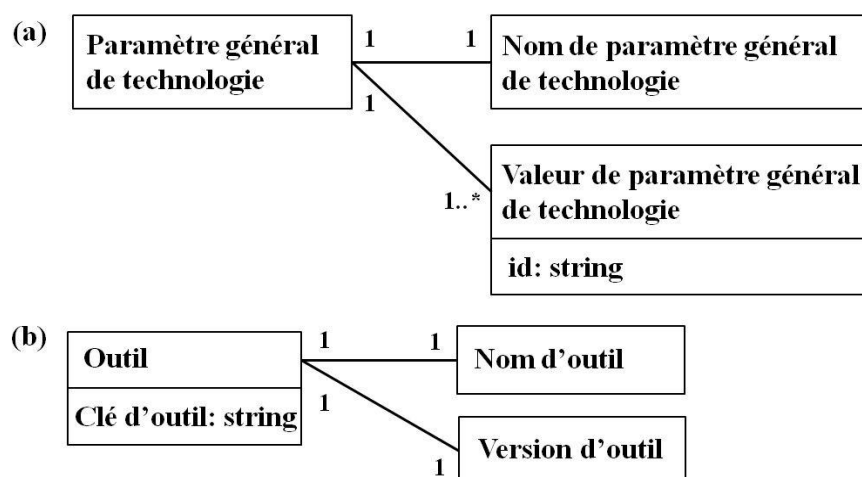 (a)
Paramètre général
de technologie
1
1
Nom de paramètre général
de technologie
1
1..*
Valeur de paramètre général
de technologie
id: string
(b)
Outil
Clé d'outil: string
1
1
Nom d'outil
1
1
Version d'outil